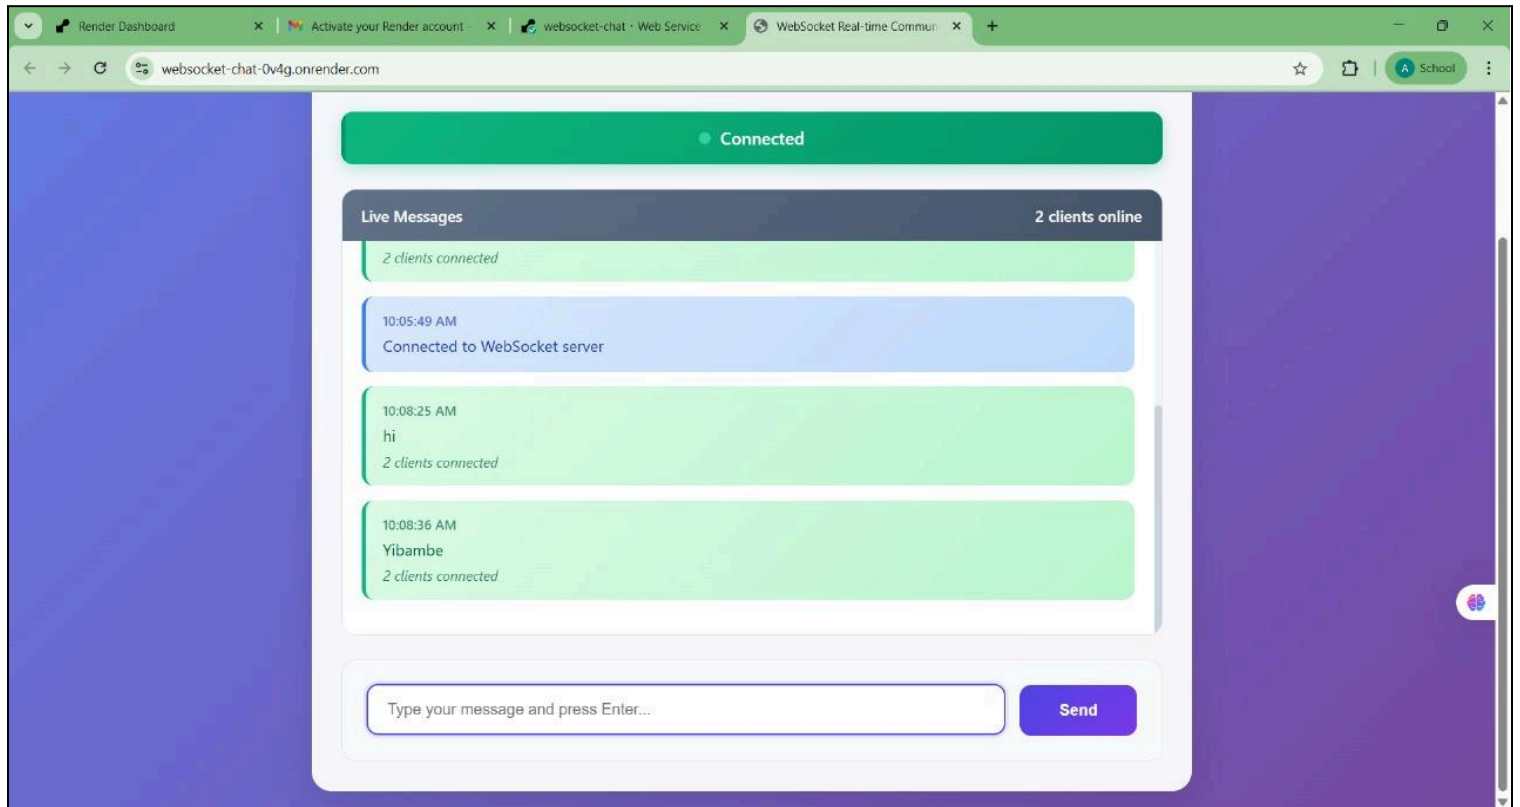 Render Dashboard
Activate your Render account -
websocket-chat · Web Service
WebSocket Real-time Commun
websocket-chat-0v4g.onrender.com
A School
Connected
Live Messages
2 clients online
2 clients connected
10:05:49 AM
Connected to WebSocket server
10:08:25 AM
hi
2 clients connected
10:08:36 AM
Yibambe
2 clients connected
Type your message and press Enter...
Send